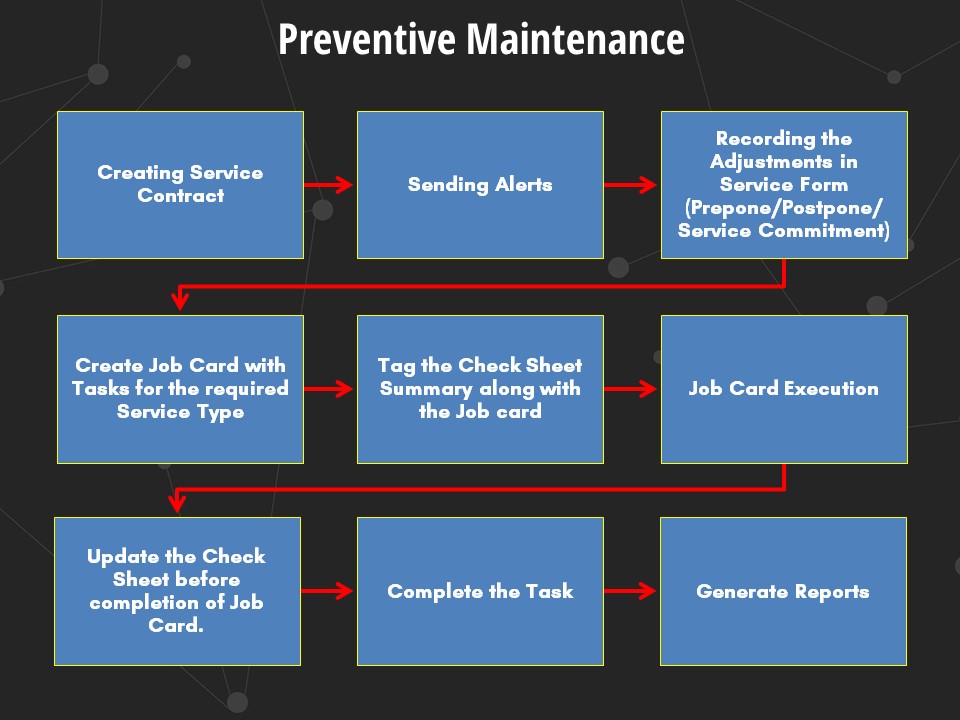 Preventive Maintenance
Creating Service
Contract
Sending Alerts
Recording the
Adjustments in
Service Form
(Prepone/Postpone/
Service Commitment)
Create Job Card with
Tasks for the required
Service Type
Tag the Check Sheet
Summary along with
the Job card
Job Card Execution
Update the Check
Sheet before
completion of Job
Card.
Complete the Task
Generate Reports